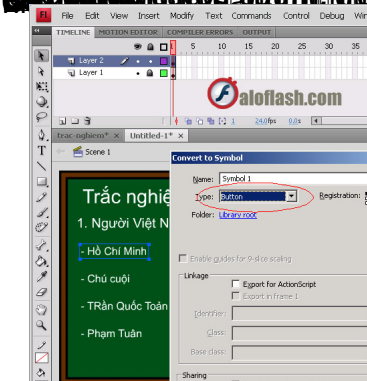 Fl File Edit View Insert Modify Text Commands Control Debug
TIMELINE MOTION EDITOR COMPILER ERRORS OUTPUT
5 10 15 20 25 30 35
Layer 2
Layer 1
aloflash.com
1 24.0fps 0.0s
trac-nghiem* × Untitled-1* ×
Scene 1
Convert to Symbol
Name: Symbol 1
Type: Button Registration:
Folder: Library root
Enable guides for 9-slice scaling
Linkage
Export for ActionScript
Export in frame 1
Identifier:
Class:
Base class:
Sharing
Trắc nghiệ
1. Người Việt N
- Hồ Chí Minh
- Chú cuội
- TRần Quốc Toán
- Phạm Tuân